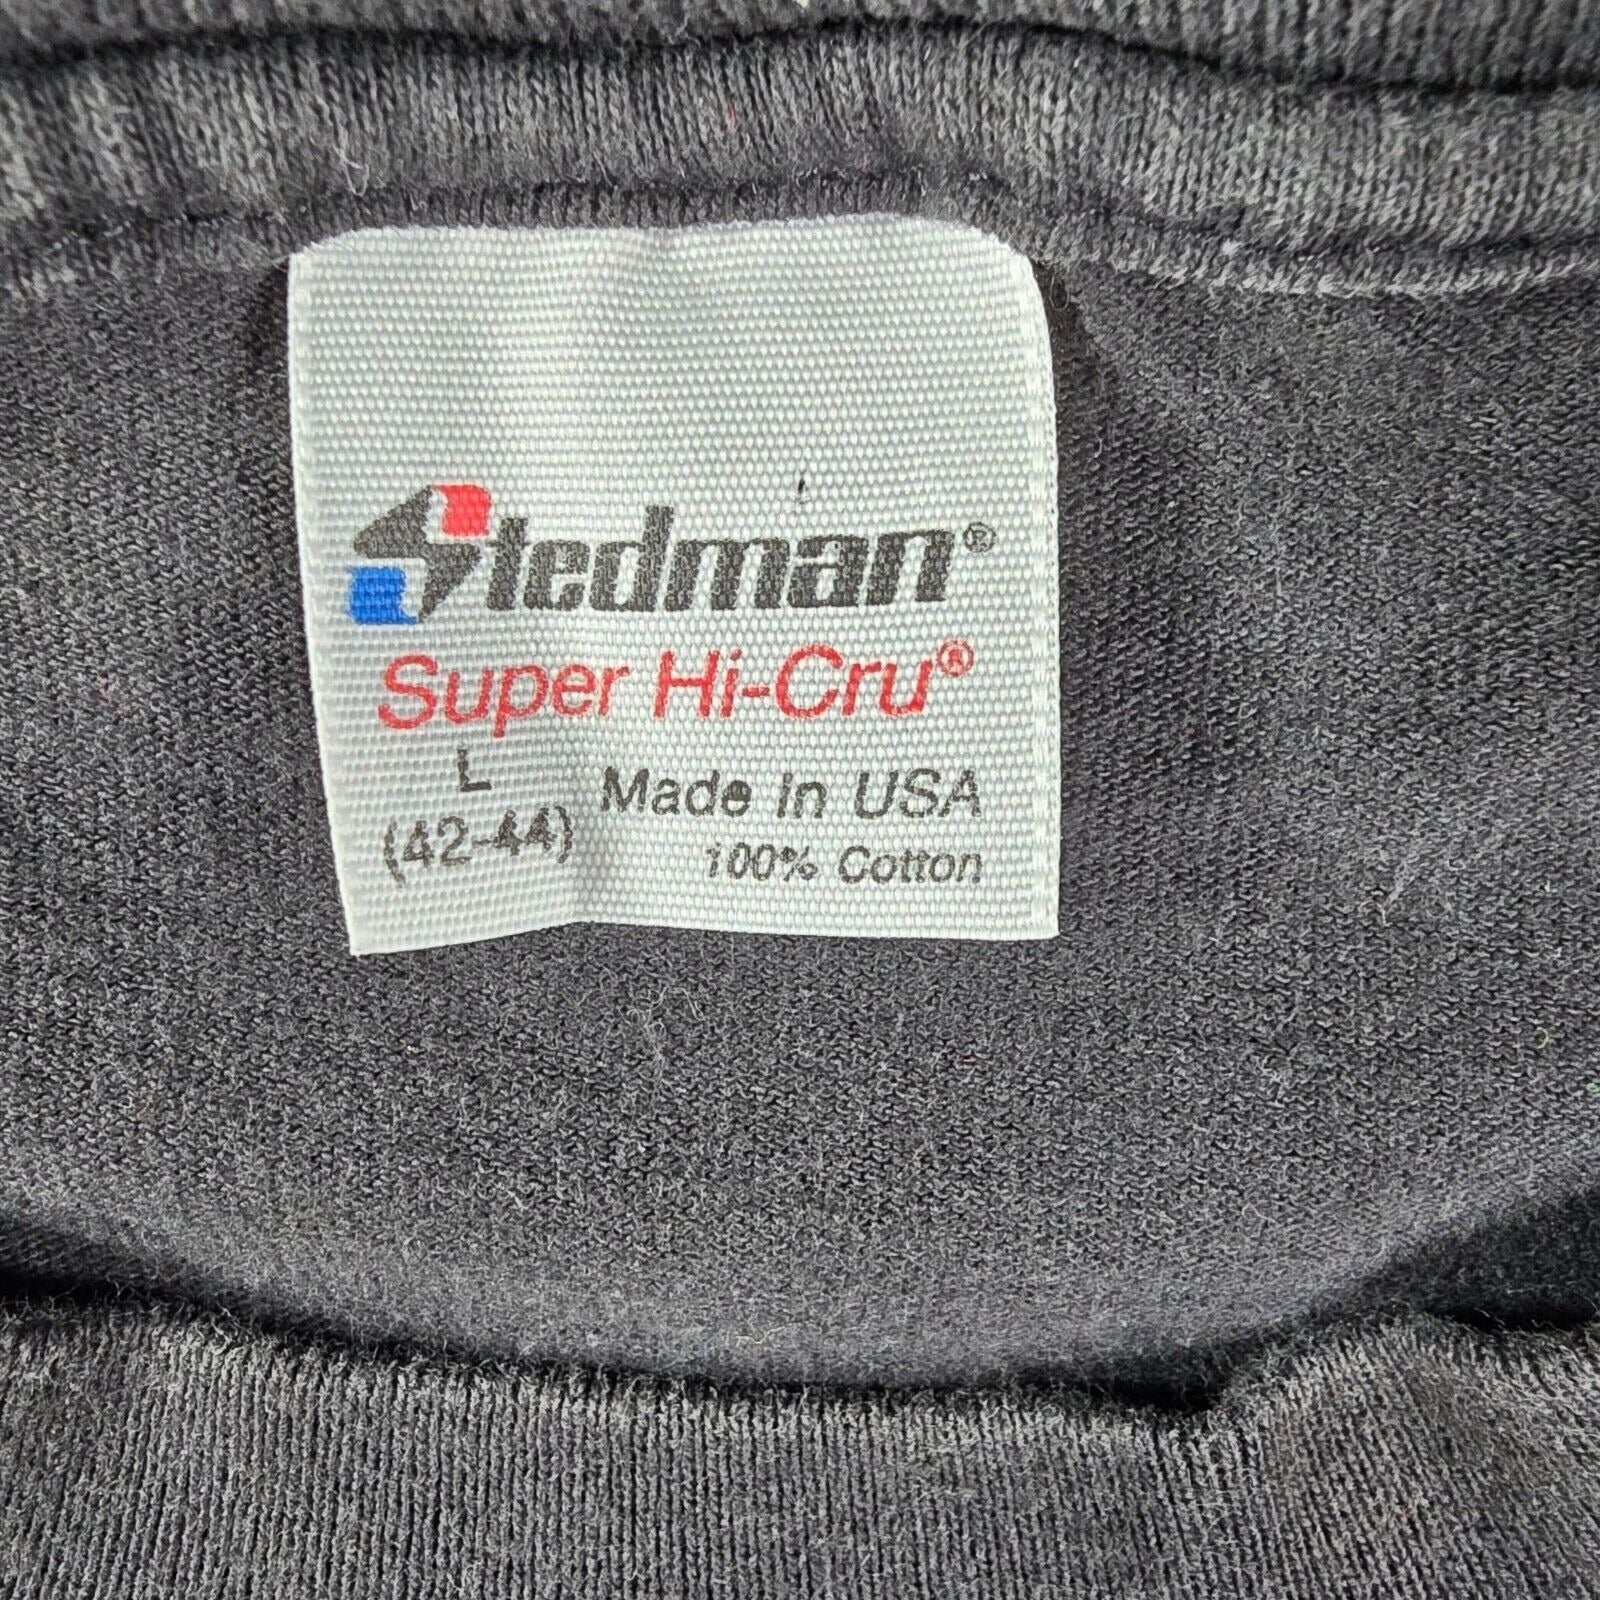 Stedman®
Super Hi-Cru®
L
(42-44)
Made In USA
100% Cotton